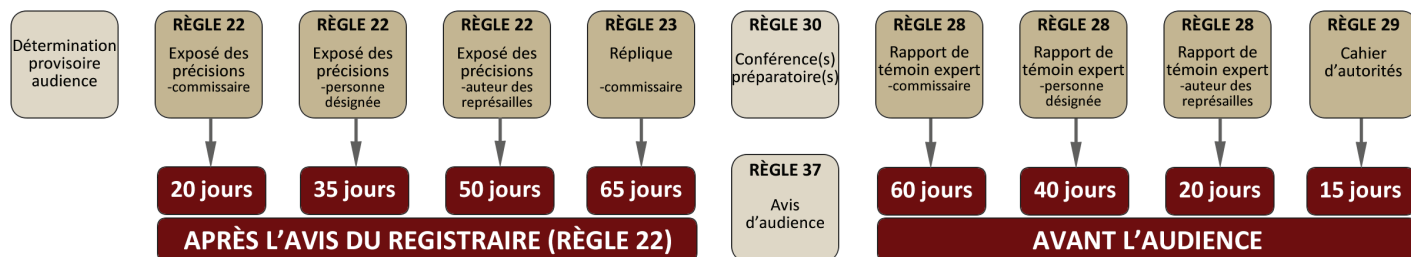 Détermination
provisoire
audience
RÈGLE 22
Exposé des
précisions
-commissaire
20 jours
RÈGLE 22
Exposé des
précisions
-personne
désignée
35 jours
RÈGLE 22
Exposé des
précisions
-auteur des
représailles
50 jours
RÈGLE 23
Réplique
-commissaire
65 jours
APRÈS L’AVIS DU REGISTRAIRE (RÈGLE 22)
RÈGLE 30
Conférence(s)
préparatoire(s)
RÈGLE 37
Avis
d’audience
RÈGLE 28
Rapport de
témoin expert
-commissaire
60 jours
RÈGLE 28
Rapport de
témoin expert
-personne
désignée
40 jours
RÈGLE 28
Rapport de
témoin expert
-auteur des
représailles
20 jours
RÈGLE 29
Cahier
d’autorités
15 jours
AVANT L’AUDIENCE